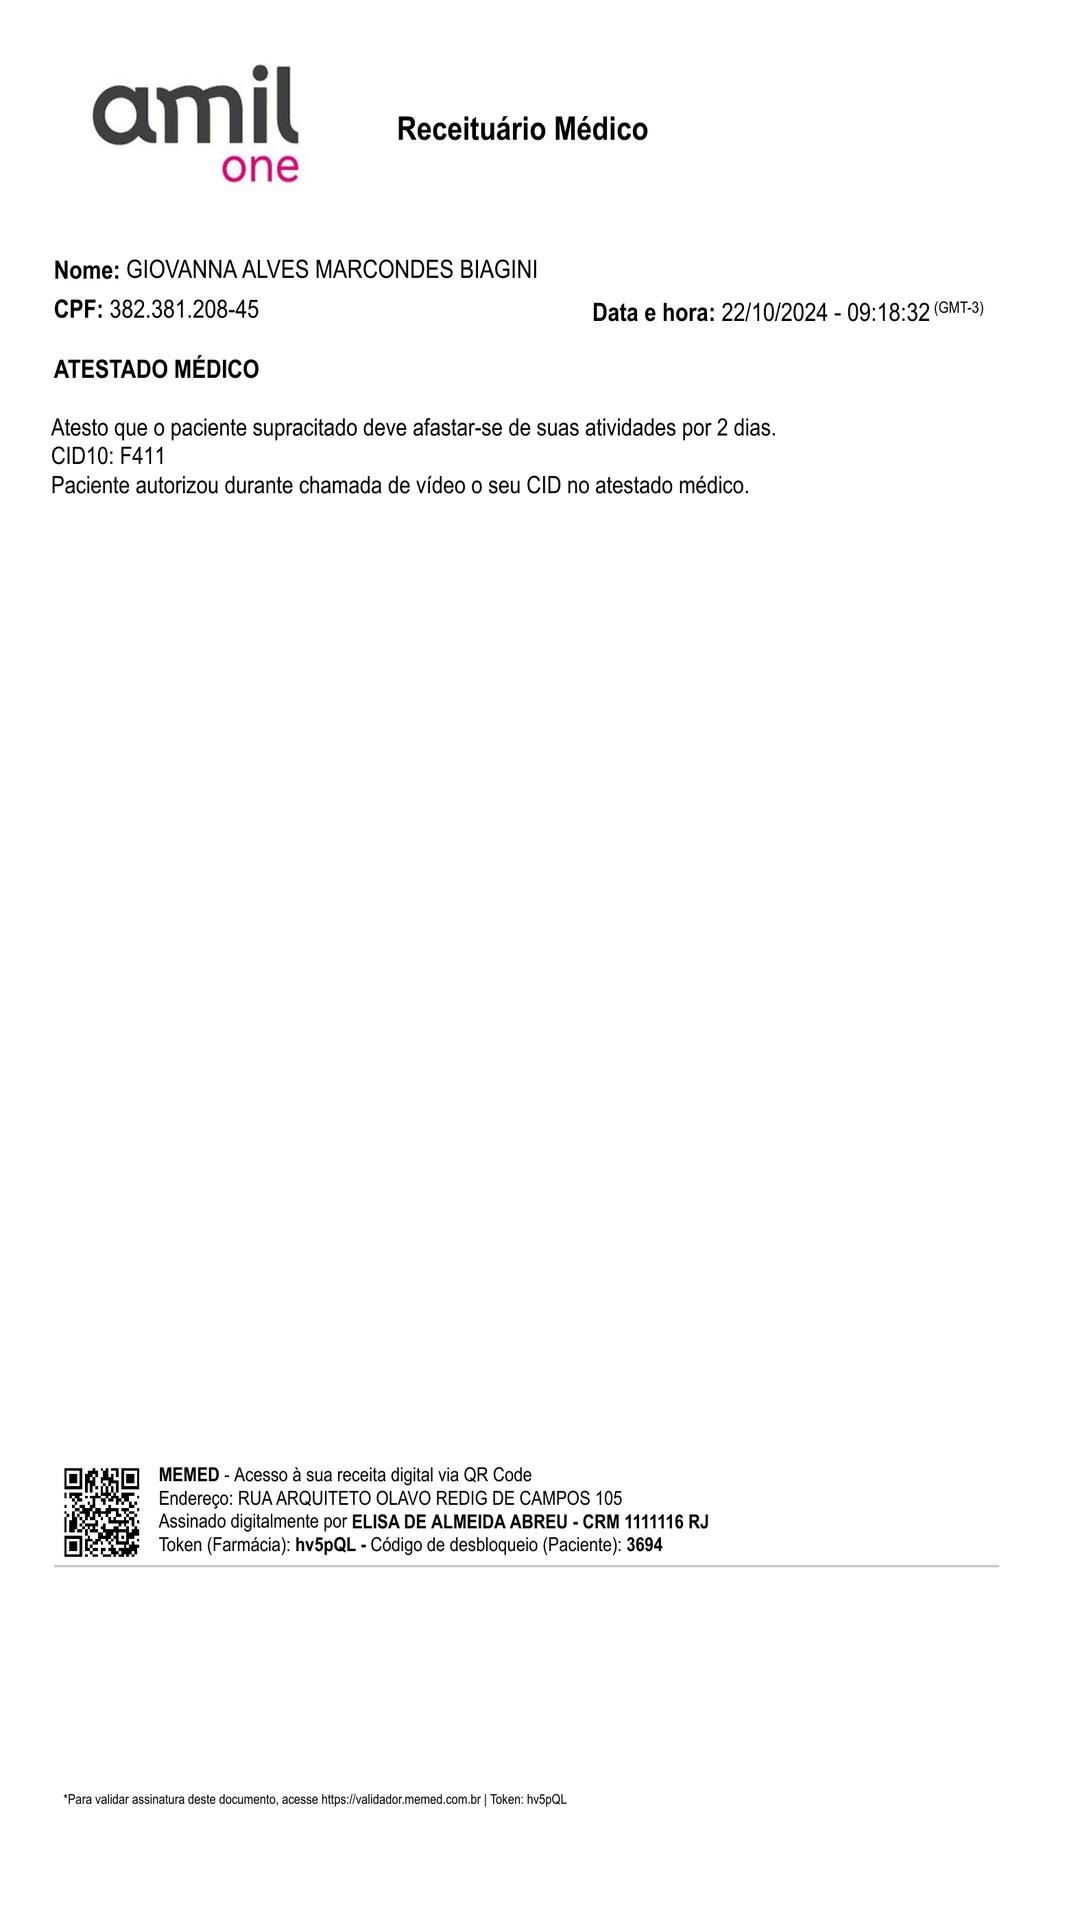 amil
one
Receituário Médico
Nome: GIOVANNA ALVES MARCONDES BIAGINI
CPF: 382.381.208-45
Data e hora: 22/10/2024 - 09:18:32 (GMT-3)
ATESTADO MÉDICO
Atesto que o paciente supracitado deve afastar-se de suas atividades por 2 dias.
CID10: F411
Paciente autorizou durante chamada de vídeo o seu CID no atestado médico.
MEMED - Acesso à sua receita digital via QR Code
Endereço: RUA ARQUITETO OLAVO REDIG DE CAMPOS 105
Assinado digitalmente por ELISA DE ALMEIDA ABREU - CRM 1111116 RJ
Token (Farmácia): hv5pQL - Código de desbloqueio (Paciente): 3694
*Para validar assinatura deste documento, acesse https://validador.memed.com.br | Token: hv5pQL